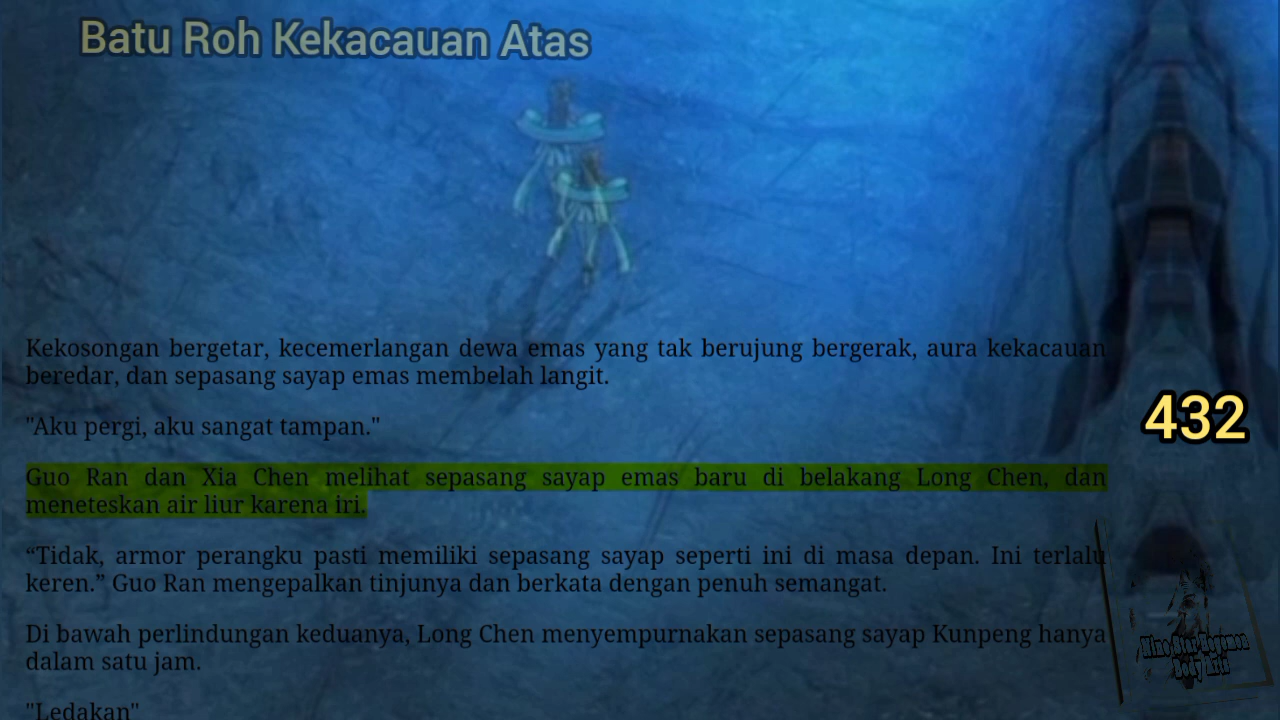 Batu Roh Kekacauan Atas
Kekosongan bergetar, kecemerlangan dewa emas yang tak berujung bergerak, aura kekacauan
beredar, dan sepasang sayap emas membelah langit.
"Aku pergi, aku sangat tampan."
432
Guo Ran dan Xia Chen melihat sepasang sayap emas baru di belakang Long Chen, dan
meneteskan air liur karena iri.
“Tidak, armor perangku pasti memiliki sepasang sayap seperti ini di masa depan. Ini terlalu
keren.” Guo Ran mengepalkan tinjunya dan berkata dengan penuh semangat.
Di bawah perlindungan keduanya, Long Chen menyempurnakan sepasang sayap Kunpeng hanya
dalam satu jam.
"Ledakan"